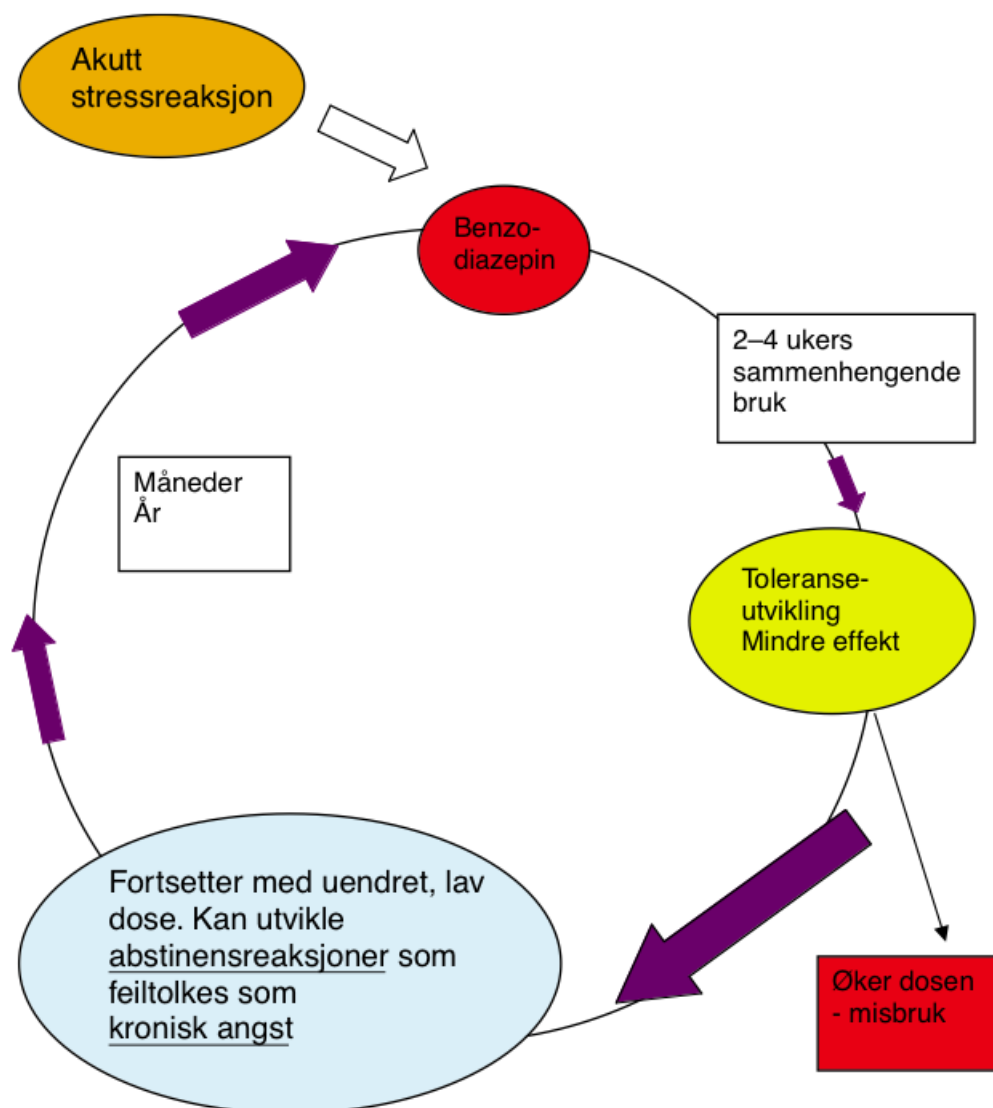 Akutt
stressreaksjon
Benzo-
diazepin
2–4 ukers
sammenhengende
bruk
Toleranse-
utvikling
Mindre effekt
Øker dosen
- misbruk
Fortsetter med uendret, lav
dose. Kan utvikle
abstinensreaksjoner som
feiltolkes som
kronisk angst
Måneder
År